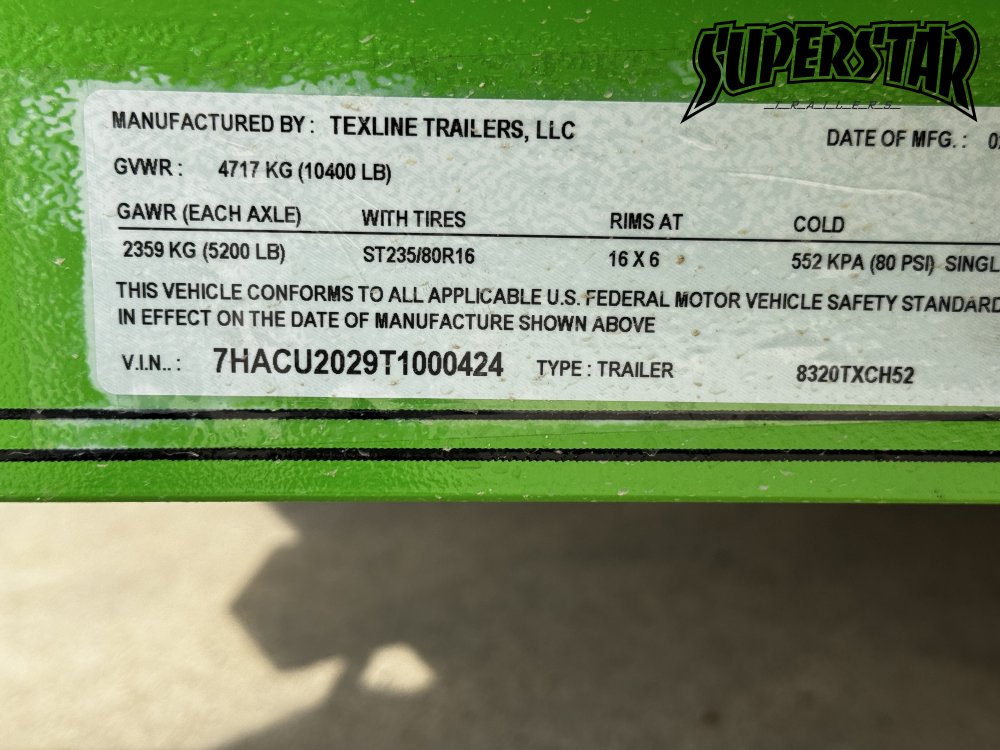 SUPERSTAR
TRAILERS
MANUFACTURED BY : TEXLINE TRAILERS, LLC
DATE OF MFG. :
GVWR : 4717 KG (10400 LB)
GAWR (EACH AXLE) WITH TIRES RIMS AT COLD
2359 KG (5200 LB) ST235/80R16 16 X 6 552 KPA (80 PSI) SINGL
THIS VEHICLE CONFORMS TO ALL APPLICABLE U.S. FEDERAL MOTOR VEHICLE SAFETY STANDARD
IN EFFECT ON THE DATE OF MANUFACTURE SHOWN ABOVE
V.I.N.. : 7HACU2029T1000424 TYPE : TRAILER 8320TXCH52